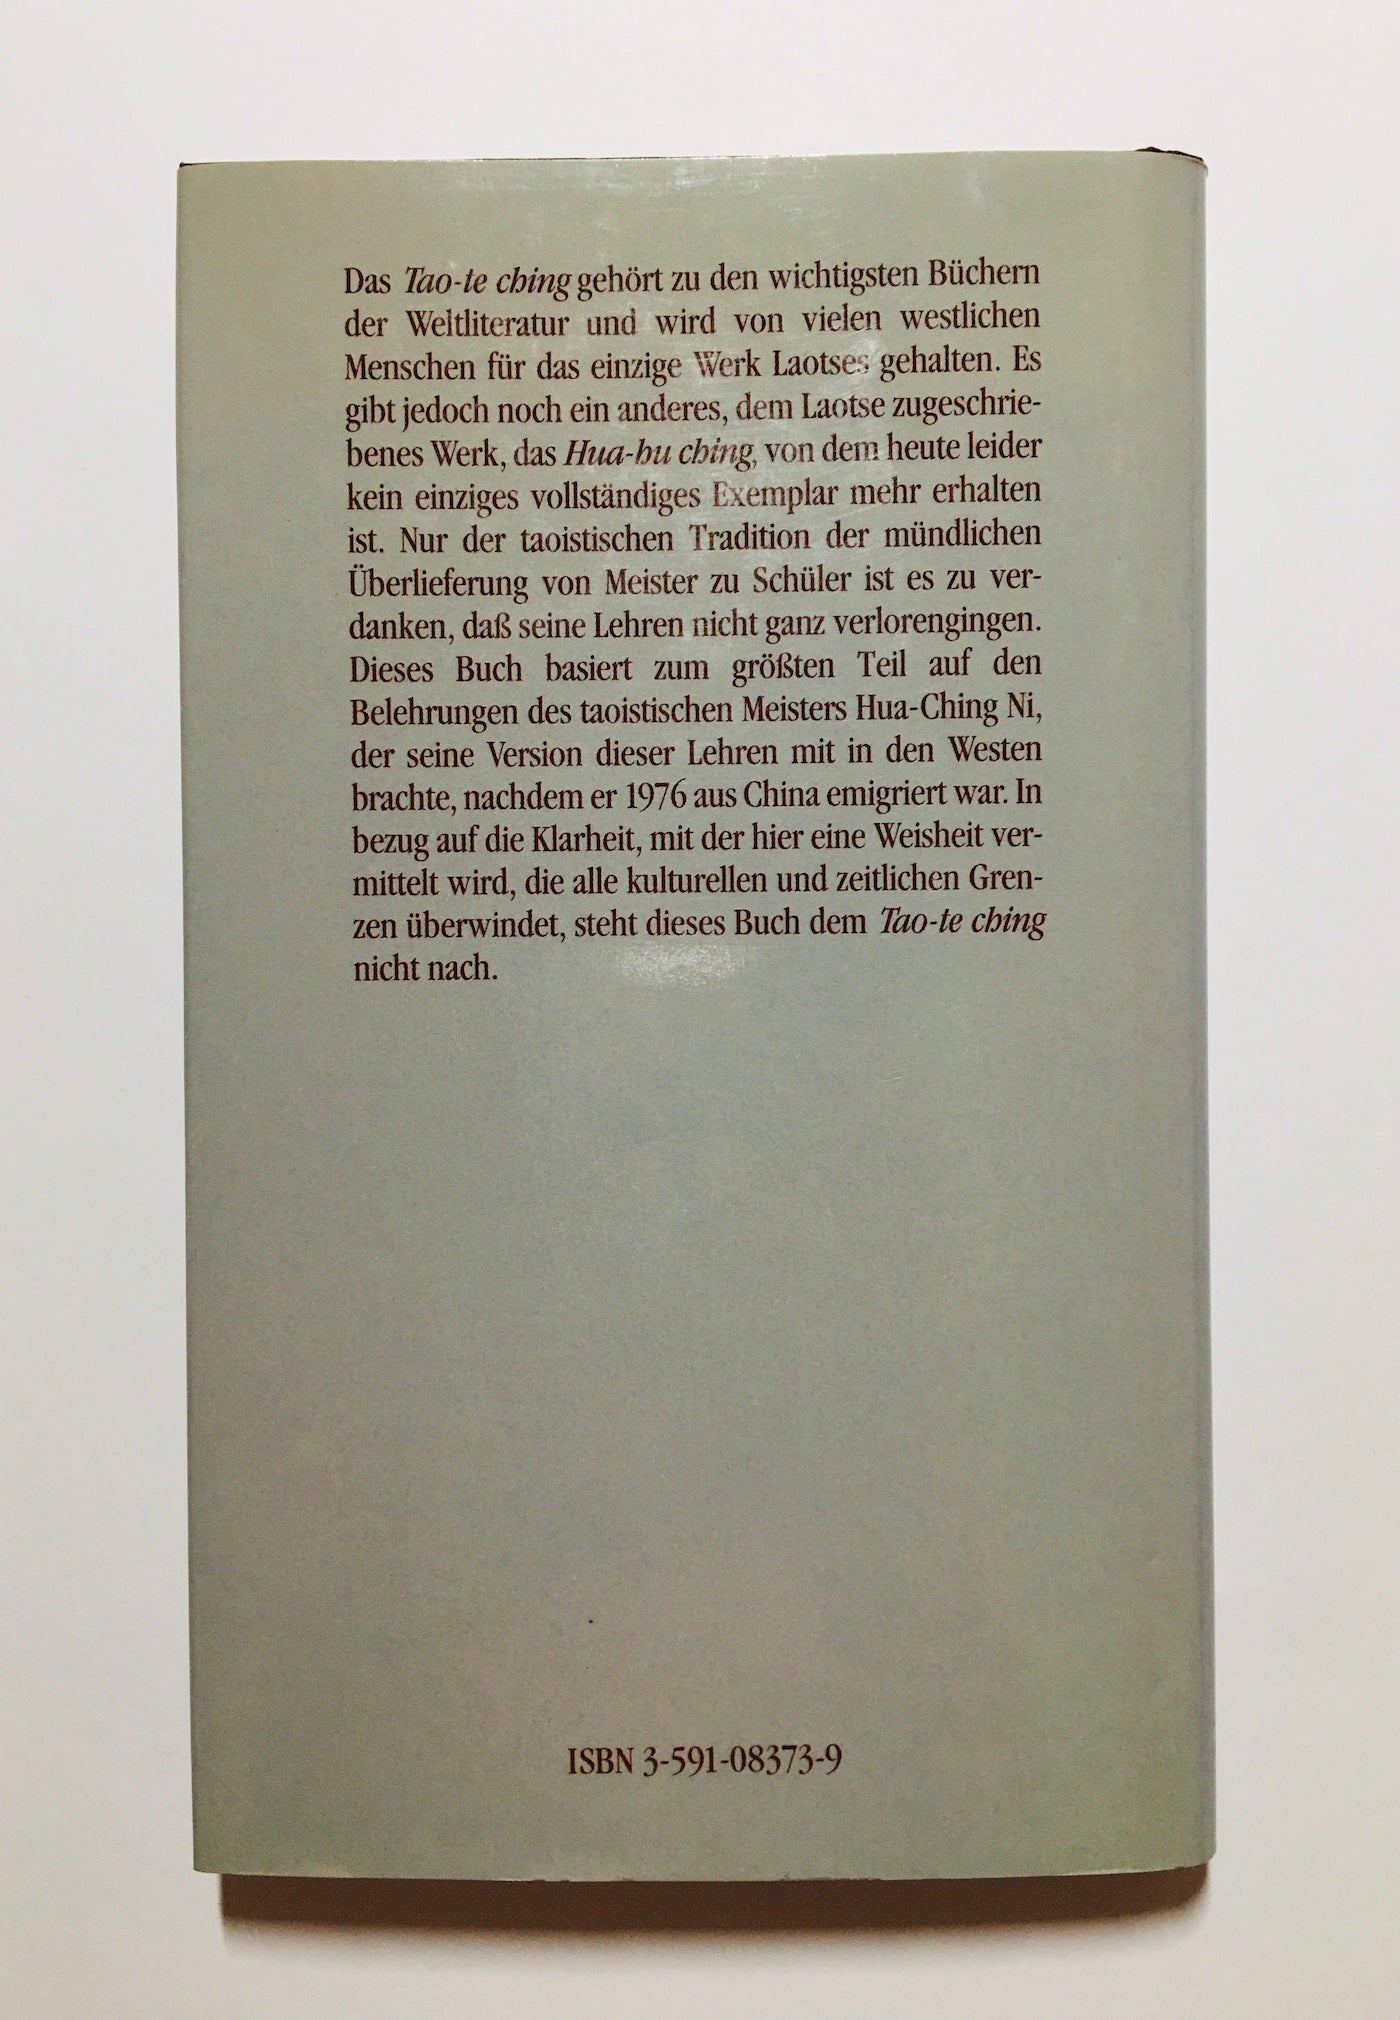 Das Tao-te ching gehört zu den wichtigsten Büchern
der Weltliteratur und wird von vielen westlichen
Menschen für das einzige Werk Laotses gehalten. Es
gibt jedoch noch ein anderes, dem Laotse zugeschrie-
benes Werk, das Hua-hu ching, von dem heute leider
kein einziges vollständiges Exemplar mehr erhalten
ist. Nur der taoistischen Tradition der mündlichen
Überlieferung von Meister zu Schüler ist es zu ver-
danken, daß seine Lehren nicht ganz verlorengingen.
Dieses Buch basiert zum größten Teil auf den
Belehrungen des taoistischen Meisters Hua-Ching Ni,
der seine Version dieser Lehren mit in den Westen
brachte, nachdem er 1976 aus China emigriert war. In
bezug auf die Klarheit, mit der hier eine Weisheit ver-
mittelt wird, die alle kulturellen und zeitlichen Gren-
zen überwindet, steht dieses Buch dem Tao-te ching
nicht nach.
ISBN 3-591-08373-9